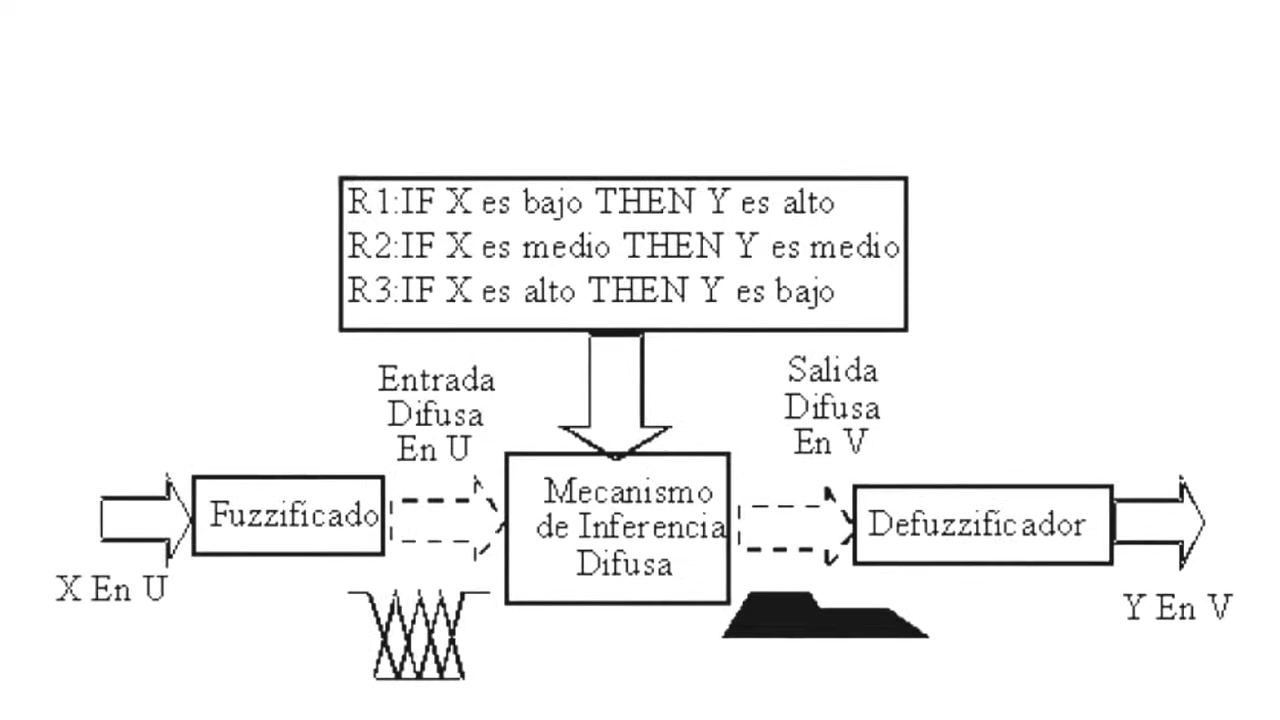 R1:IF X es bajo THEN Y es alto
R2:IF X es medio THEN Y es medio
R3:IF X es alto THEN Y es bajo
Entrada
Difusa
En U
Salida
Difusa
En V
X En U
Fuzzificado
Mecanismo
de Inferencia
Difusa
Defuzzificador
Y En V